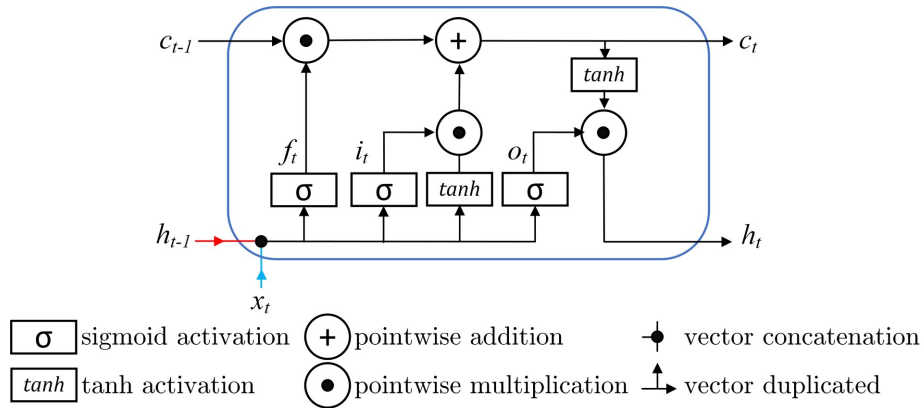 c_{t-1} + c_t
tanh
f_t i_t o_t
σ σ tanh σ
h_{t-1} h_t
x_t
σ sigmoid activation + pointwise addition vector concatenation
tanh tanh activation pointwise multiplication vector duplicated